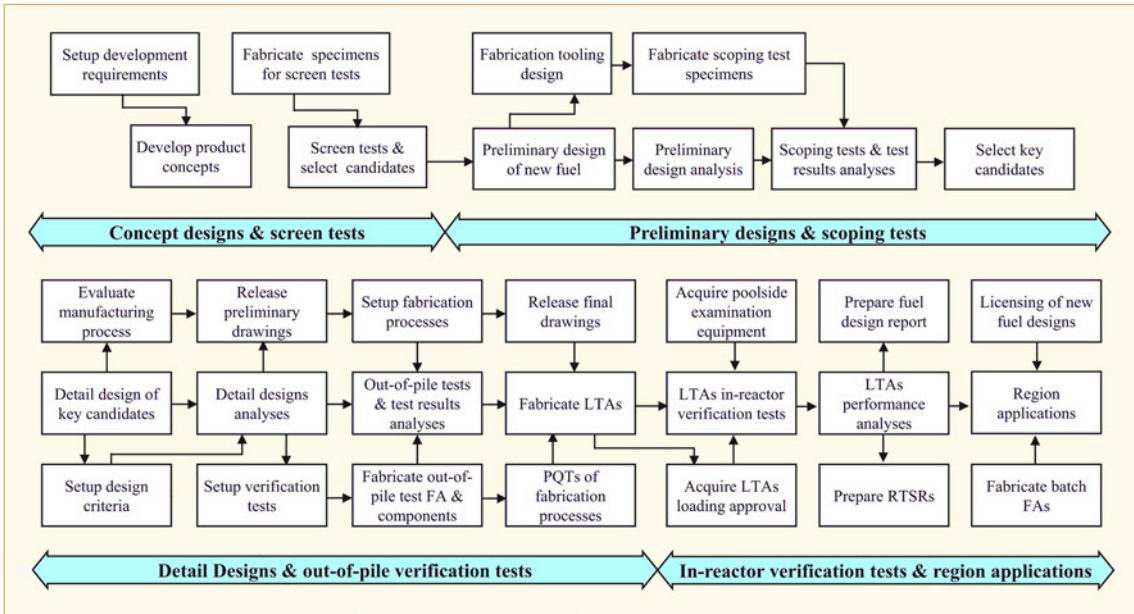 Setup development
requirements
Fabricate specimens
for screen tests
Fabrication tooling
design
Fabricate scoping test
specimens
Develop product
concepts
Screen tests &
select candidates
Preliminary design
of new fuel
Preliminary
design analysis
Scoping tests & test
results analyses
Select key
candidates
Concept designs & screen tests
Preliminary designs & scoping tests
Evaluate
manufacturing
process
Release
preliminary
drawings
Setup fabrication
processes
Release final
drawings
Acquire poolside
examination
equipment
Prepare fuel
design report
Licensing of new
fuel designs
Detail design of
key candidates
Detail designs
analyses
Out-of-pile tests
& test results
analyses
Fabricate LTAs
LTAs in-reactor
verification tests
LTAs
performance
analyses
Region
applications
Setup design
criteria
Setup verification
tests
Fabricate out-of-
pile test FA &
components
PQTs of
fabrication
processes
Acquire LTAs
loading approval
Prepare RTSRs
Fabricate batch
FAs
Detail Designs & out-of-pile verification tests
In-reactor verification tests & region applications